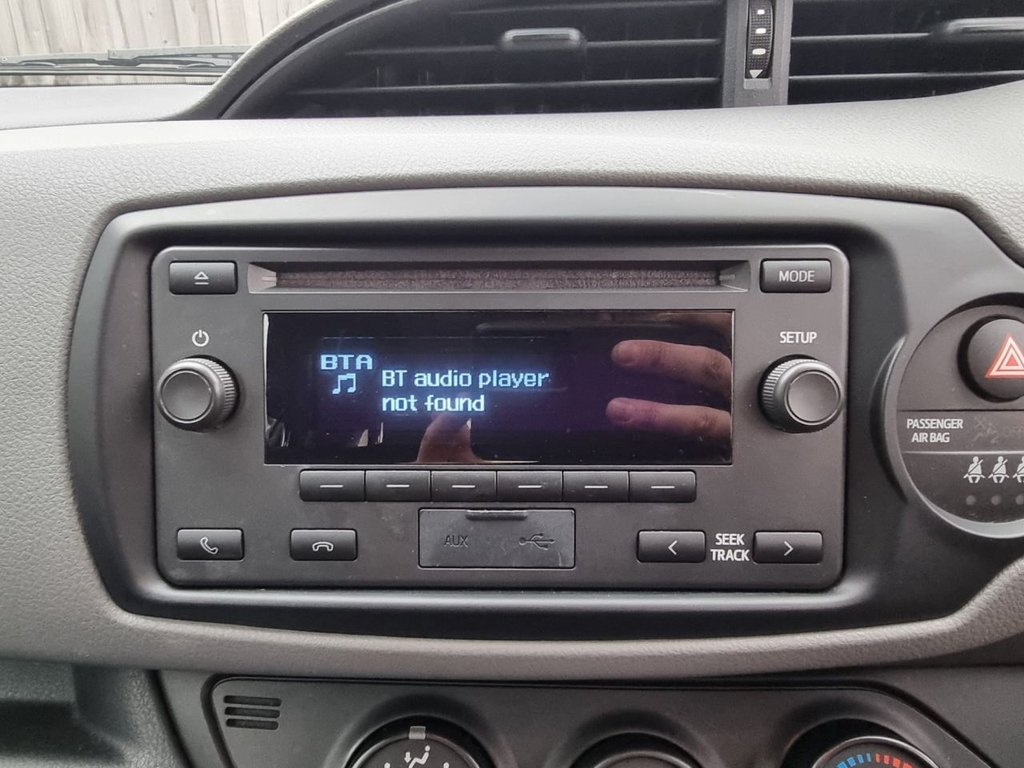 MODE
SETUP
BTA
BT audio player
not found
PASSENGER
AIR BAG
AUX
SEEK
TRACK